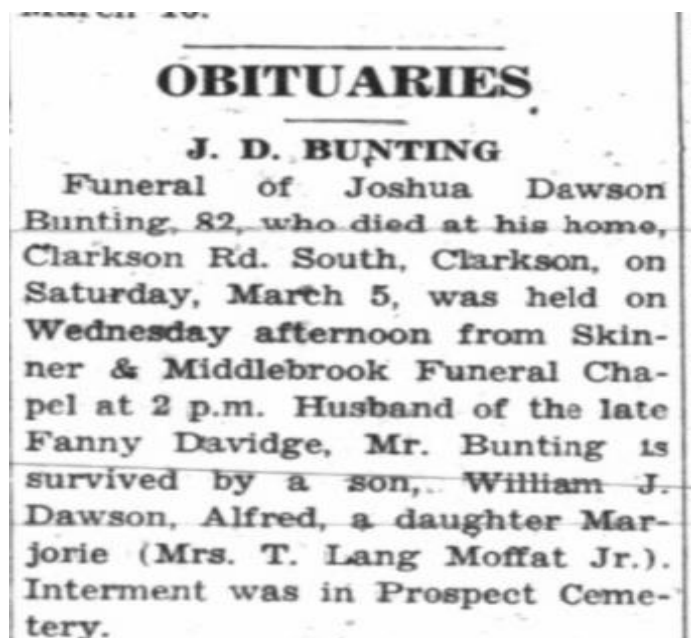 March 10.
OBITUARIES
J. D. BUNTING
Funeral of Joshua Dawson
Bunting, 82, who died at his home,
Clarkson Rd. South, Clarkson, on
Saturday, March 5, was held on
Wednesday afternoon from Skin-
ner & Middlebrook Funeral Cha-
pel at 2 p.m. Husband of the late
Fanny Davidge, Mr. Bunting is
survived by a son, William J.
Dawson, Alfred, a daughter Mar-
jorie (Mrs. T. Lang Moffat Jr.).
Interment was in Prospect Ceme-
tery.